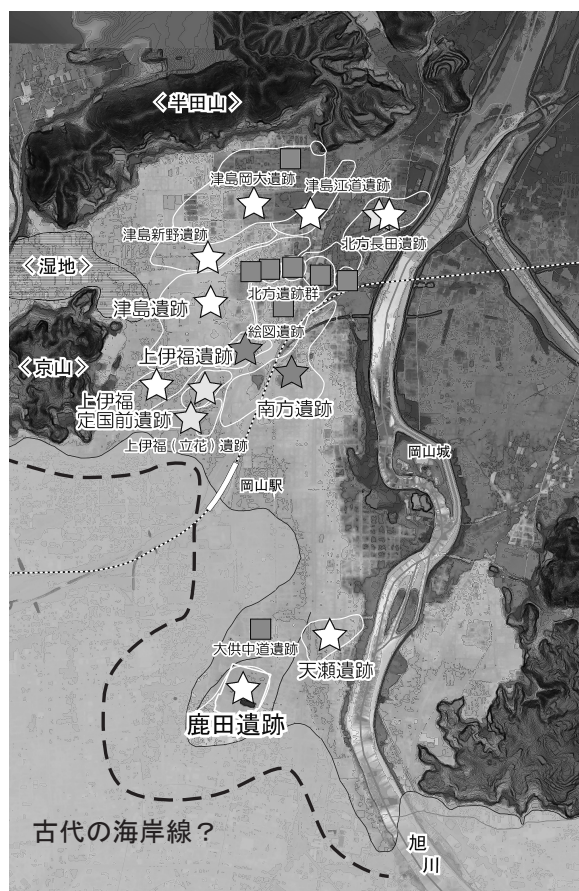 〈半田山〉
津島岡大遺跡
津島江道遺跡
津島新野遺跡
北方長田遺跡
〈湿地〉
北方遺跡群
津島遺跡
絵図遺跡
上伊福遺跡
〈京山〉
上伊福
定国前遺跡
南方遺跡
上伊福（立花）遺跡
岡山城
岡山駅
大供中道遺跡
天瀬遺跡
鹿田遺跡
古代の海岸線？
旭
川